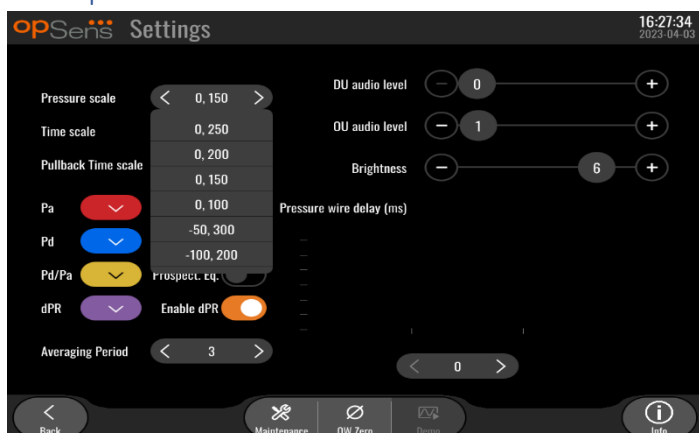 opSens Settings
16:27:34
2023-04-03
Pressure scale
0, 150
Time scale
Pullback Time scale
0, 250
0, 200
0, 150
0, 100
-50, 300
-100, 200
Pa
Pd
Pd/Pa
Prospect. Eq.
dPR
Enable dPR
Averaging Period
3
DU audio level
0
OU audio level
1
Brightness
6
Pressure wire delay (ms)
0
Back
Maintenance
OW Zero
Demo
Info